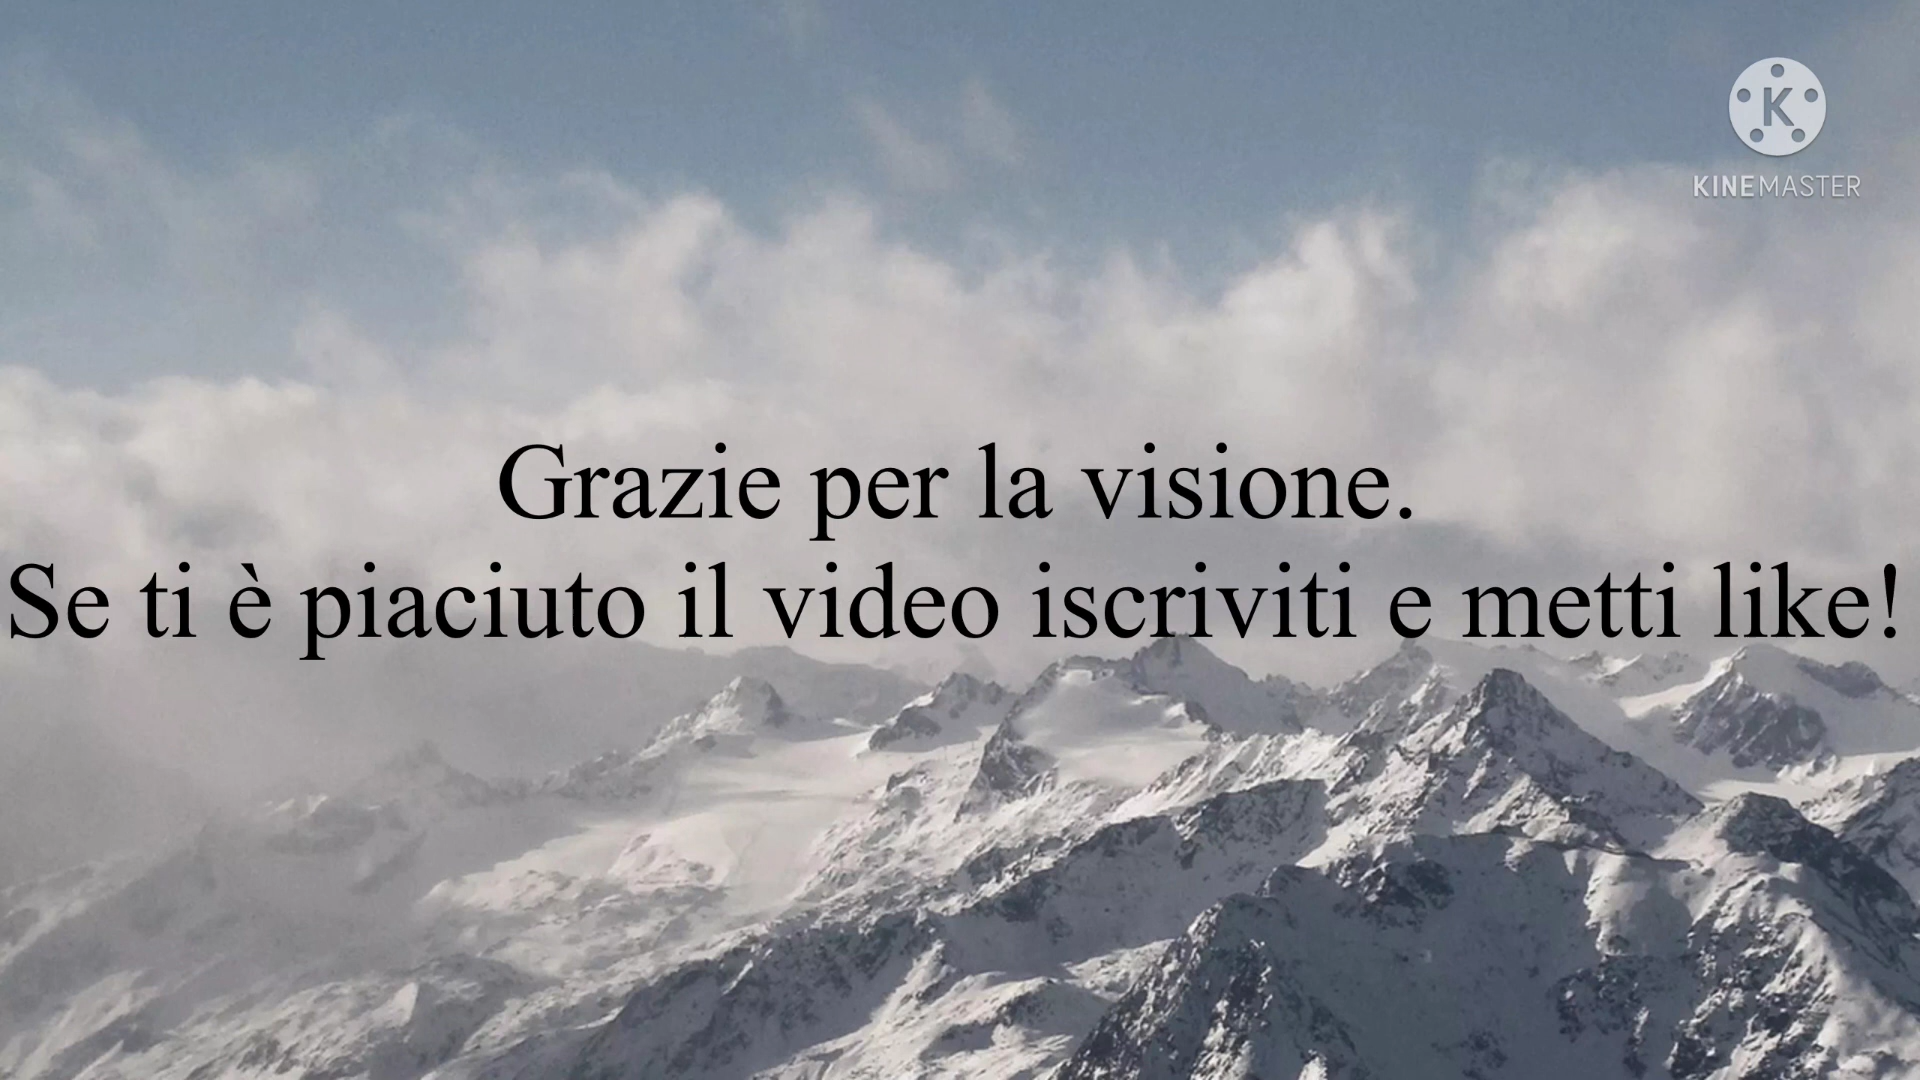 K
KINEMASTER
Grazie per la visione.
Se ti è piaciuto il video iscriviti e metti like!